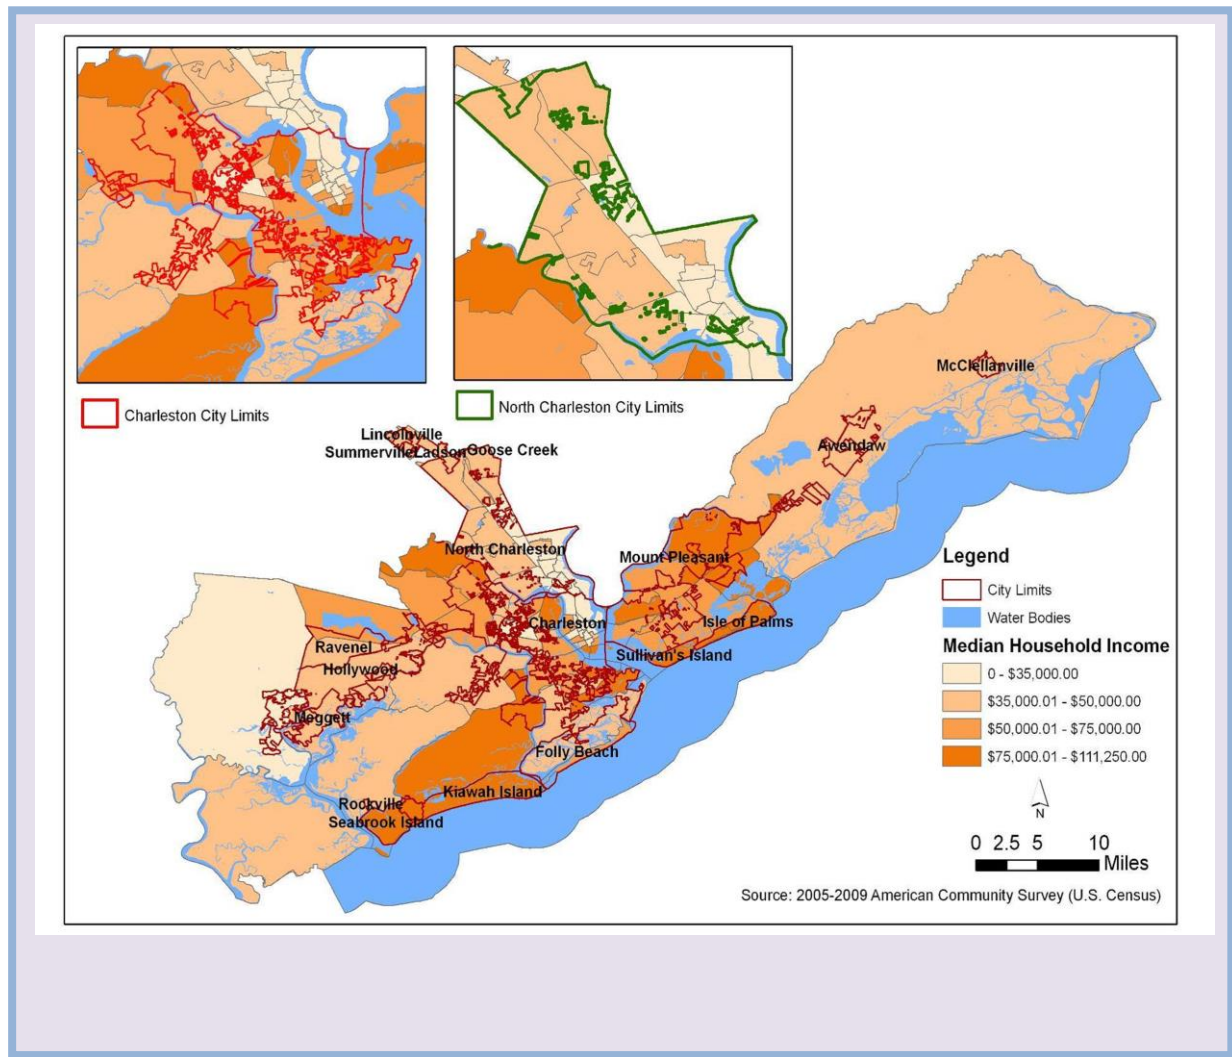 Charleston City Limits
North Charleston City Limits
McClellanville
Lincolnville
Summerville Ladson Goose Creek
Awendaw
North Charleston
Mount Pleasant
Charleston
Isle of Palms
Ravenel
Sullivan's Island
Hollywood
Meggett
Folly Beach
Kiawah Island
Rockville
Seabrook Island
Legend
City Limits
Water Bodies
Median Household Income
0 - $35,000.00
$35,000.01 - $50,000.00
$50,000.01 - $75,000.00
$75,000.01 - $111,250.00
N
0 2.5 5 10
Miles
Source: 2005-2009 American Community Survey (U.S. Census)